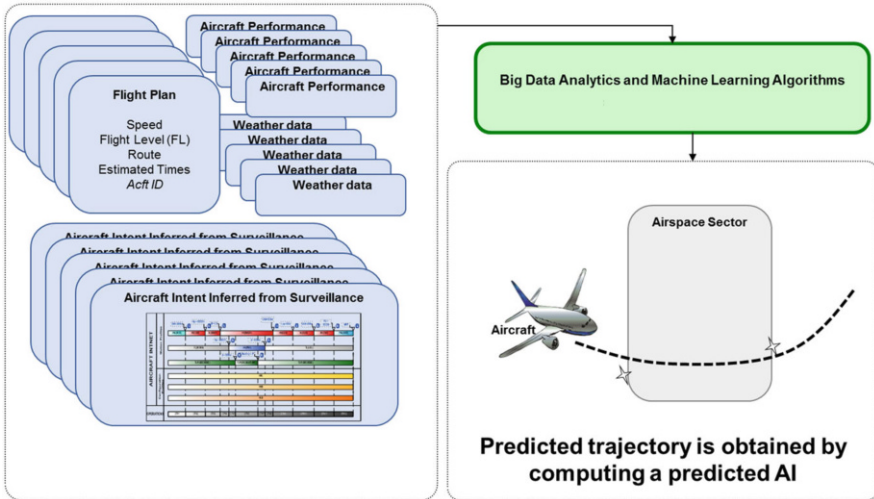 Aircraft Performance
Aircraft Performance
Aircraft Performance
Aircraft Performance
Aircraft Performance
Flight Plan
Speed
Flight Level (FL)
Route
Estimated Times
Acft ID
Weather data
Weather data
Weather data
Weather data
Weather data
Aircraft Intent Inferred from Surveillance
Aircraft Intent Inferred from Surveillance
Aircraft Intent Inferred from Surveillance
Aircraft Intent Inferred from Surveillance
Aircraft Intent Inferred from Surveillance
Big Data Analytics and Machine Learning Algorithms
Airspace Sector
Aircraft
Predicted trajectory is obtained by
computing a predicted AI